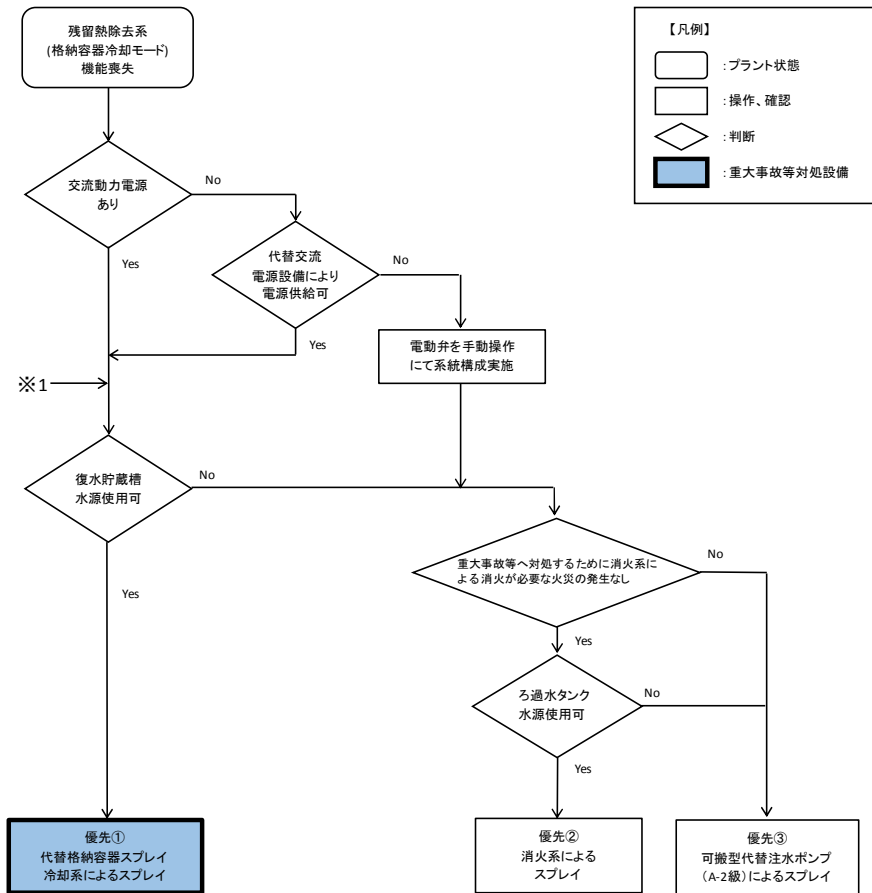 残留熱除去系
(格納容器冷却モード)
機能喪失
【凡例】
：プラント状態
：操作、確認
：判断
：重大事故等対処設備
交流動力電源
あり
No
Yes
代替交流
電源設備により
電源供給可
No
Yes
電動弁を手動操作
にて系統構成実施
※1
復水貯蔵槽
水源使用可
No
Yes
重大事故等へ対処するために消火系に
よる消火が必要な火災の発生なし
No
Yes
ろ過水タンク
水源使用可
No
Yes
優先①
代替格納容器スプレイ
冷却系によるスプレイ
優先②
消火系による
スプレイ
優先③
可搬型代替注水ポンプ
（A-2級）によるスプレイ